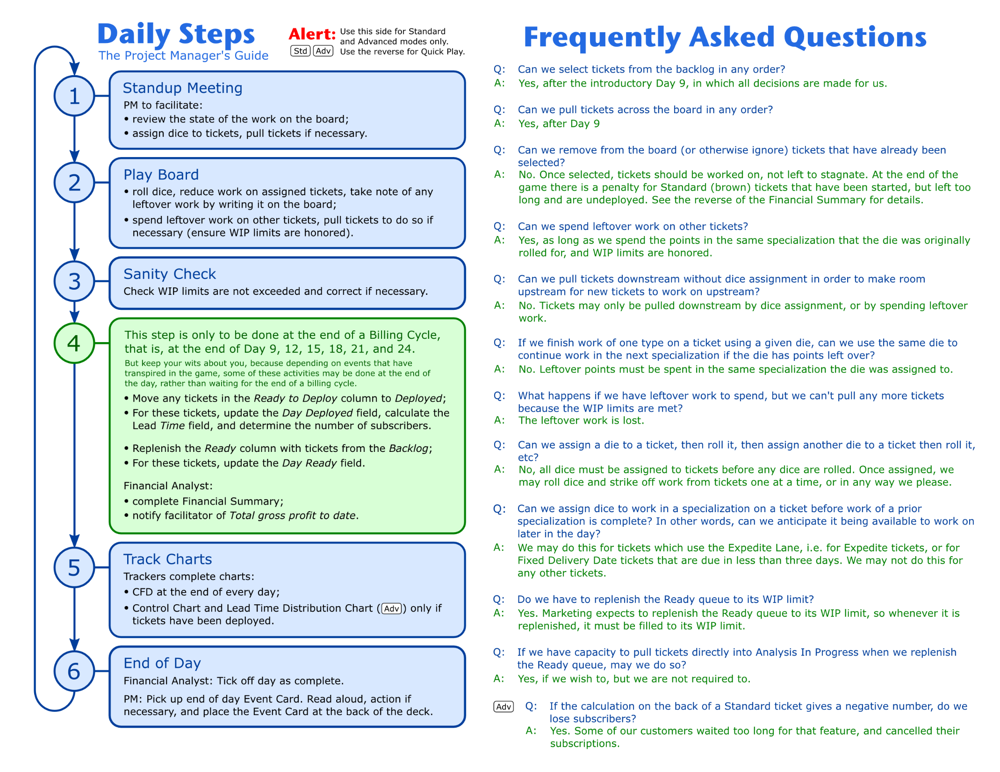 Daily Steps
The Project Manager's Guide
Alert: Use this side for Standard
and Advanced modes only.
Std Adv Use the reverse for Quick Play.
1
Standup Meeting
PM to facilitate:
• review the state of the work on the board;
• assign dice to tickets, pull tickets if necessary.
2
Play Board
• roll dice, reduce work on assigned tickets, take note of any
leftover work by writing it on the board;
• spend leftover work on other tickets, pull tickets to do so if
necessary (ensure WIP limits are honored).
3
Sanity Check
Check WIP limits are not exceeded and correct if necessary.
4
This step is only to be done at the end of a Billing Cycle,
that is, at the end of Day 9, 12, 15, 18, 21, and 24.
But keep your wits about you, because depending on events that have
transpired in the game, some of these activities may be done at the end of
the day, rather than waiting for the end of a billing cycle.
• Move any tickets in the Ready to Deploy column to Deployed;
• For these tickets, update the Day Deployed field, calculate the
Lead Time field, and determine the number of subscribers.
• Replenish the Ready column with tickets from the Backlog;
• For these tickets, update the Day Ready field.
Financial Analyst:
• complete Financial Summary;
• notify facilitator of Total gross profit to date.
5
Track Charts
Trackers complete charts:
• CFD at the end of every day;
• Control Chart and Lead Time Distribution Chart (Adv) only if
tickets have been deployed.
6
End of Day
Financial Analyst: Tick off day as complete.
PM: Pick up end of day Event Card. Read aloud, action if
necessary, and place the Event Card at the back of the deck.
Frequently Asked Questions
Q: Can we select tickets from the backlog in any order?
A: Yes, after the introductory Day 9, in which all decisions are made for us.
Q: Can we pull tickets across the board in any order?
A: Yes, after Day 9
Q: Can we remove from the board (or otherwise ignore) tickets that have already been
selected?
A: No. Once selected, tickets should be worked on, not left to stagnate. At the end of the
game there is a penalty for Standard (brown) tickets that have been started, but left too
long and are undeployed. See the reverse of the Financial Summary for details.
Q: Can we spend leftover work on other tickets?
A: Yes, as long as we spend the points in the same specialization that the die was originally
rolled for, and WIP limits are honored.
Q: Can we pull tickets downstream without dice assignment in order to make room
upstream for new tickets to work on upstream?
A: No. Tickets may only be pulled downstream by dice assignment, or by spending leftover
work.
Q: If we finish work of one type on a ticket using a given die, can we use the same die to
continue work in the next specialization if the die has points left over?
A: No. Leftover points must be spent in the same specialization the die was assigned to.
Q: What happens if we have leftover work to spend, but we can't pull any more tickets
because the WIP limits are met?
A: The leftover work is lost.
Q: Can we assign a die to a ticket, then roll it, then assign another die to a ticket then roll it,
etc?
A: No, all dice must be assigned to tickets before any dice are rolled. Once assigned, we
may roll dice and strike off work from tickets one at a time, or in any way we please.
Q: Can we assign dice to work in a specialization on a ticket before work of a prior
specialization is complete? In other words, can we anticipate it being available to work on
later in the day?
A: We may do this for tickets which use the Expedite Lane, i.e. for Expedite tickets, or for
Fixed Delivery Date tickets that are due in less than three days. We may not do this for
any other tickets.
Q: Do we have to replenish the Ready queue to its WIP limit?
A: Yes. Marketing expects to replenish the Ready queue to its WIP limit, so whenever it is
replenished, it must be filled to its WIP limit.
Q: If we have capacity to pull tickets directly into Analysis In Progress when we replenish
the Ready queue, may we do so?
A: Yes, if we wish to, but we are not required to.
Adv Q: If the calculation on the back of a Standard ticket gives a negative number, do we
lose subscribers?
A: Yes. Some of our customers waited too long for that feature, and cancelled their
subscriptions.